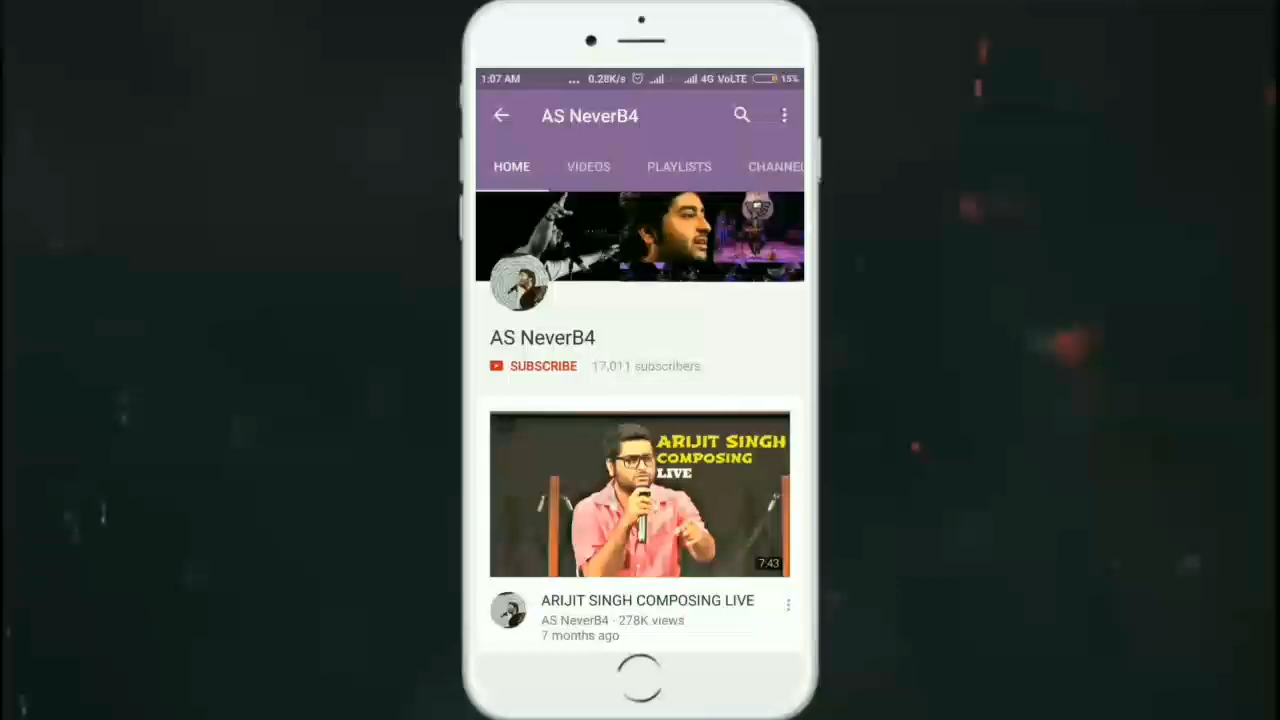 1:07 AM ... 0.28K/s 4G VoLTE 15%
AS NeverB4
HOME VIDEOS PLAYLISTS CHANNEL
AS NeverB4
SUBSCRIBE 17,011 subscribers
ARIJIT SINGH
COMPOSING
LIVE
7:43
ARIJIT SINGH COMPOSING LIVE
AS NeverB4 · 278K views
7 months ago